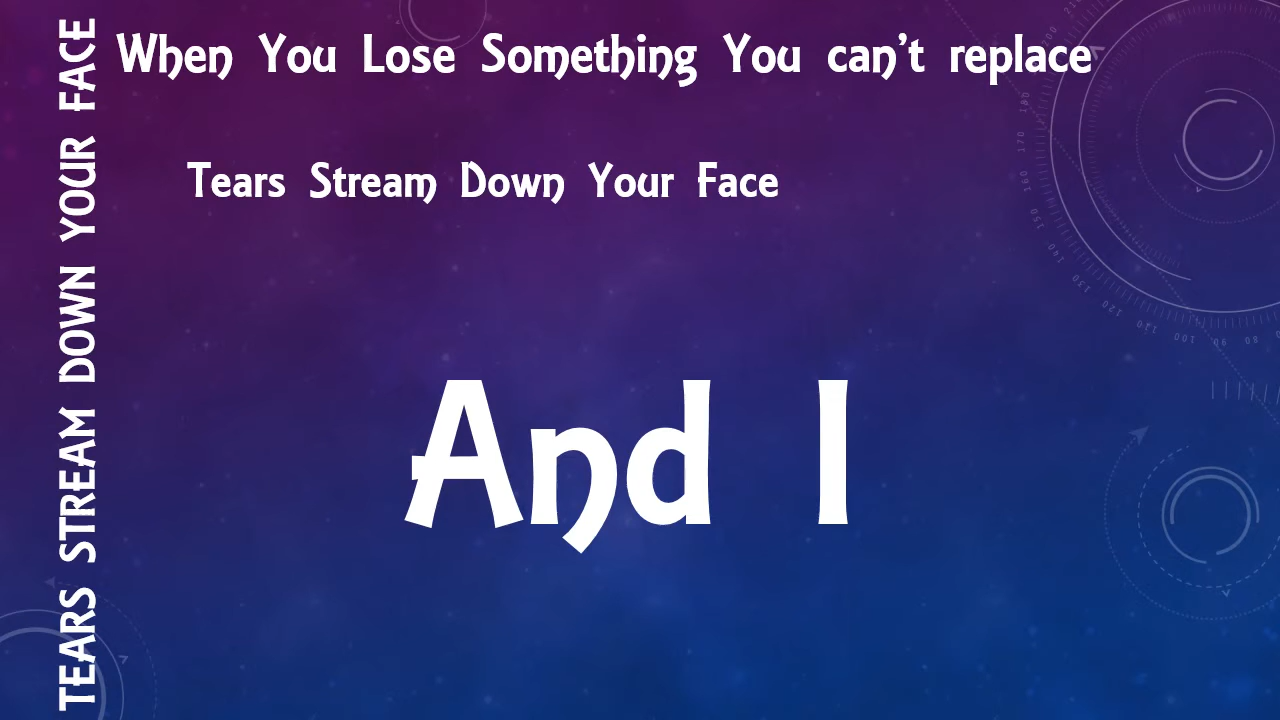 TEARS STREAM DOWN YOUR FACE
When You Lose Something You can't replace
Tears Stream Down Your Face
And I